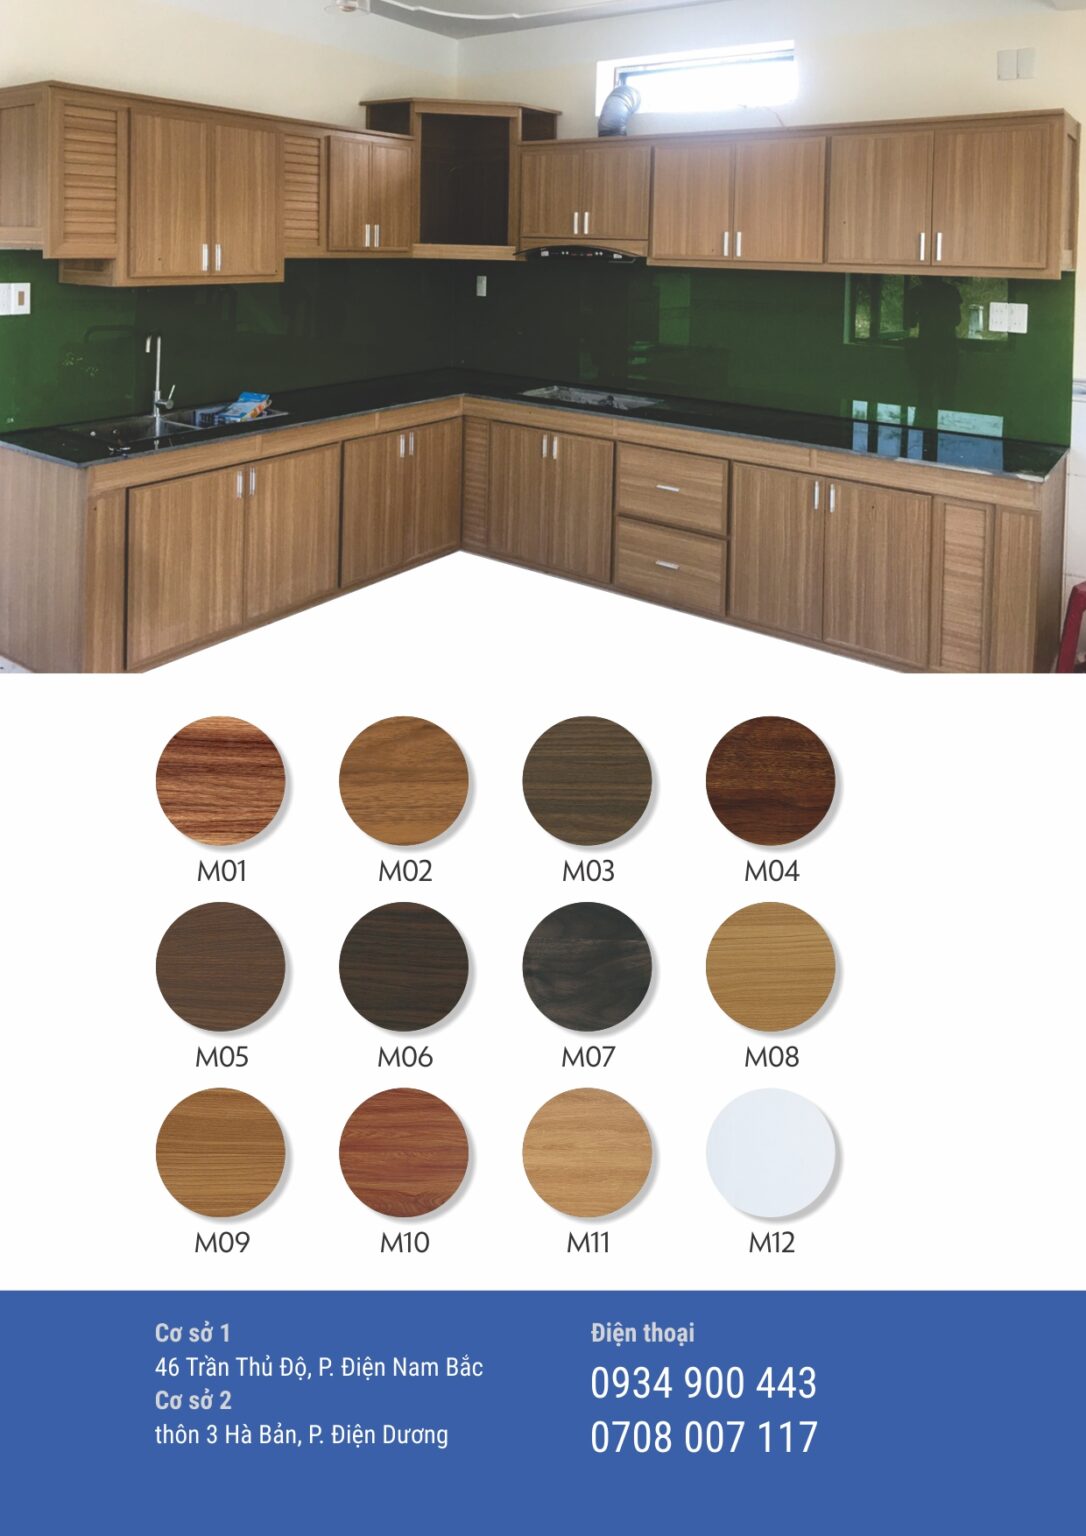 M01
M02
M03
M04
M05
M06
M07
M08
M09
M10
M11
M12
Cơ sở 1
46 Trần Thủ Độ, P. Điện Nam Bắc
Cơ sở 2
thôn 3 Hà Bản, P. Điện Dương
Điện thoại
0934 900 443
0708 007 117